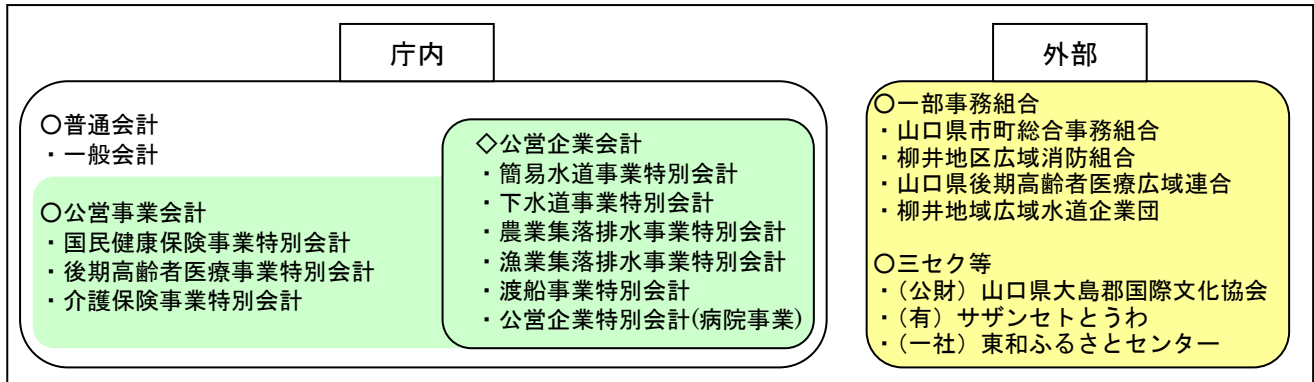 庁内
○普通会計
・一般会計
○公営事業会計
・国民健康保険事業特別会計
・後期高齢者医療事業特別会計
・介護保険事業特別会計
◇公営企業会計
・簡易水道事業特別会計
・下水道事業特別会計
・農業集落排水事業特別会計
・漁業集落排水事業特別会計
・渡船事業特別会計
・公営企業特別会計(病院事業)
外部
○一部事務組合
・山口県市町総合事務組合
・柳井地区広域消防組合
・山口県後期高齢者医療広域連合
・柳井地域広域水道企業団
○三セク等
・（公財）山口県大島郡国際文化協会
・（有）サザンセトとうわ
・（一社）東和ふるさとセンター